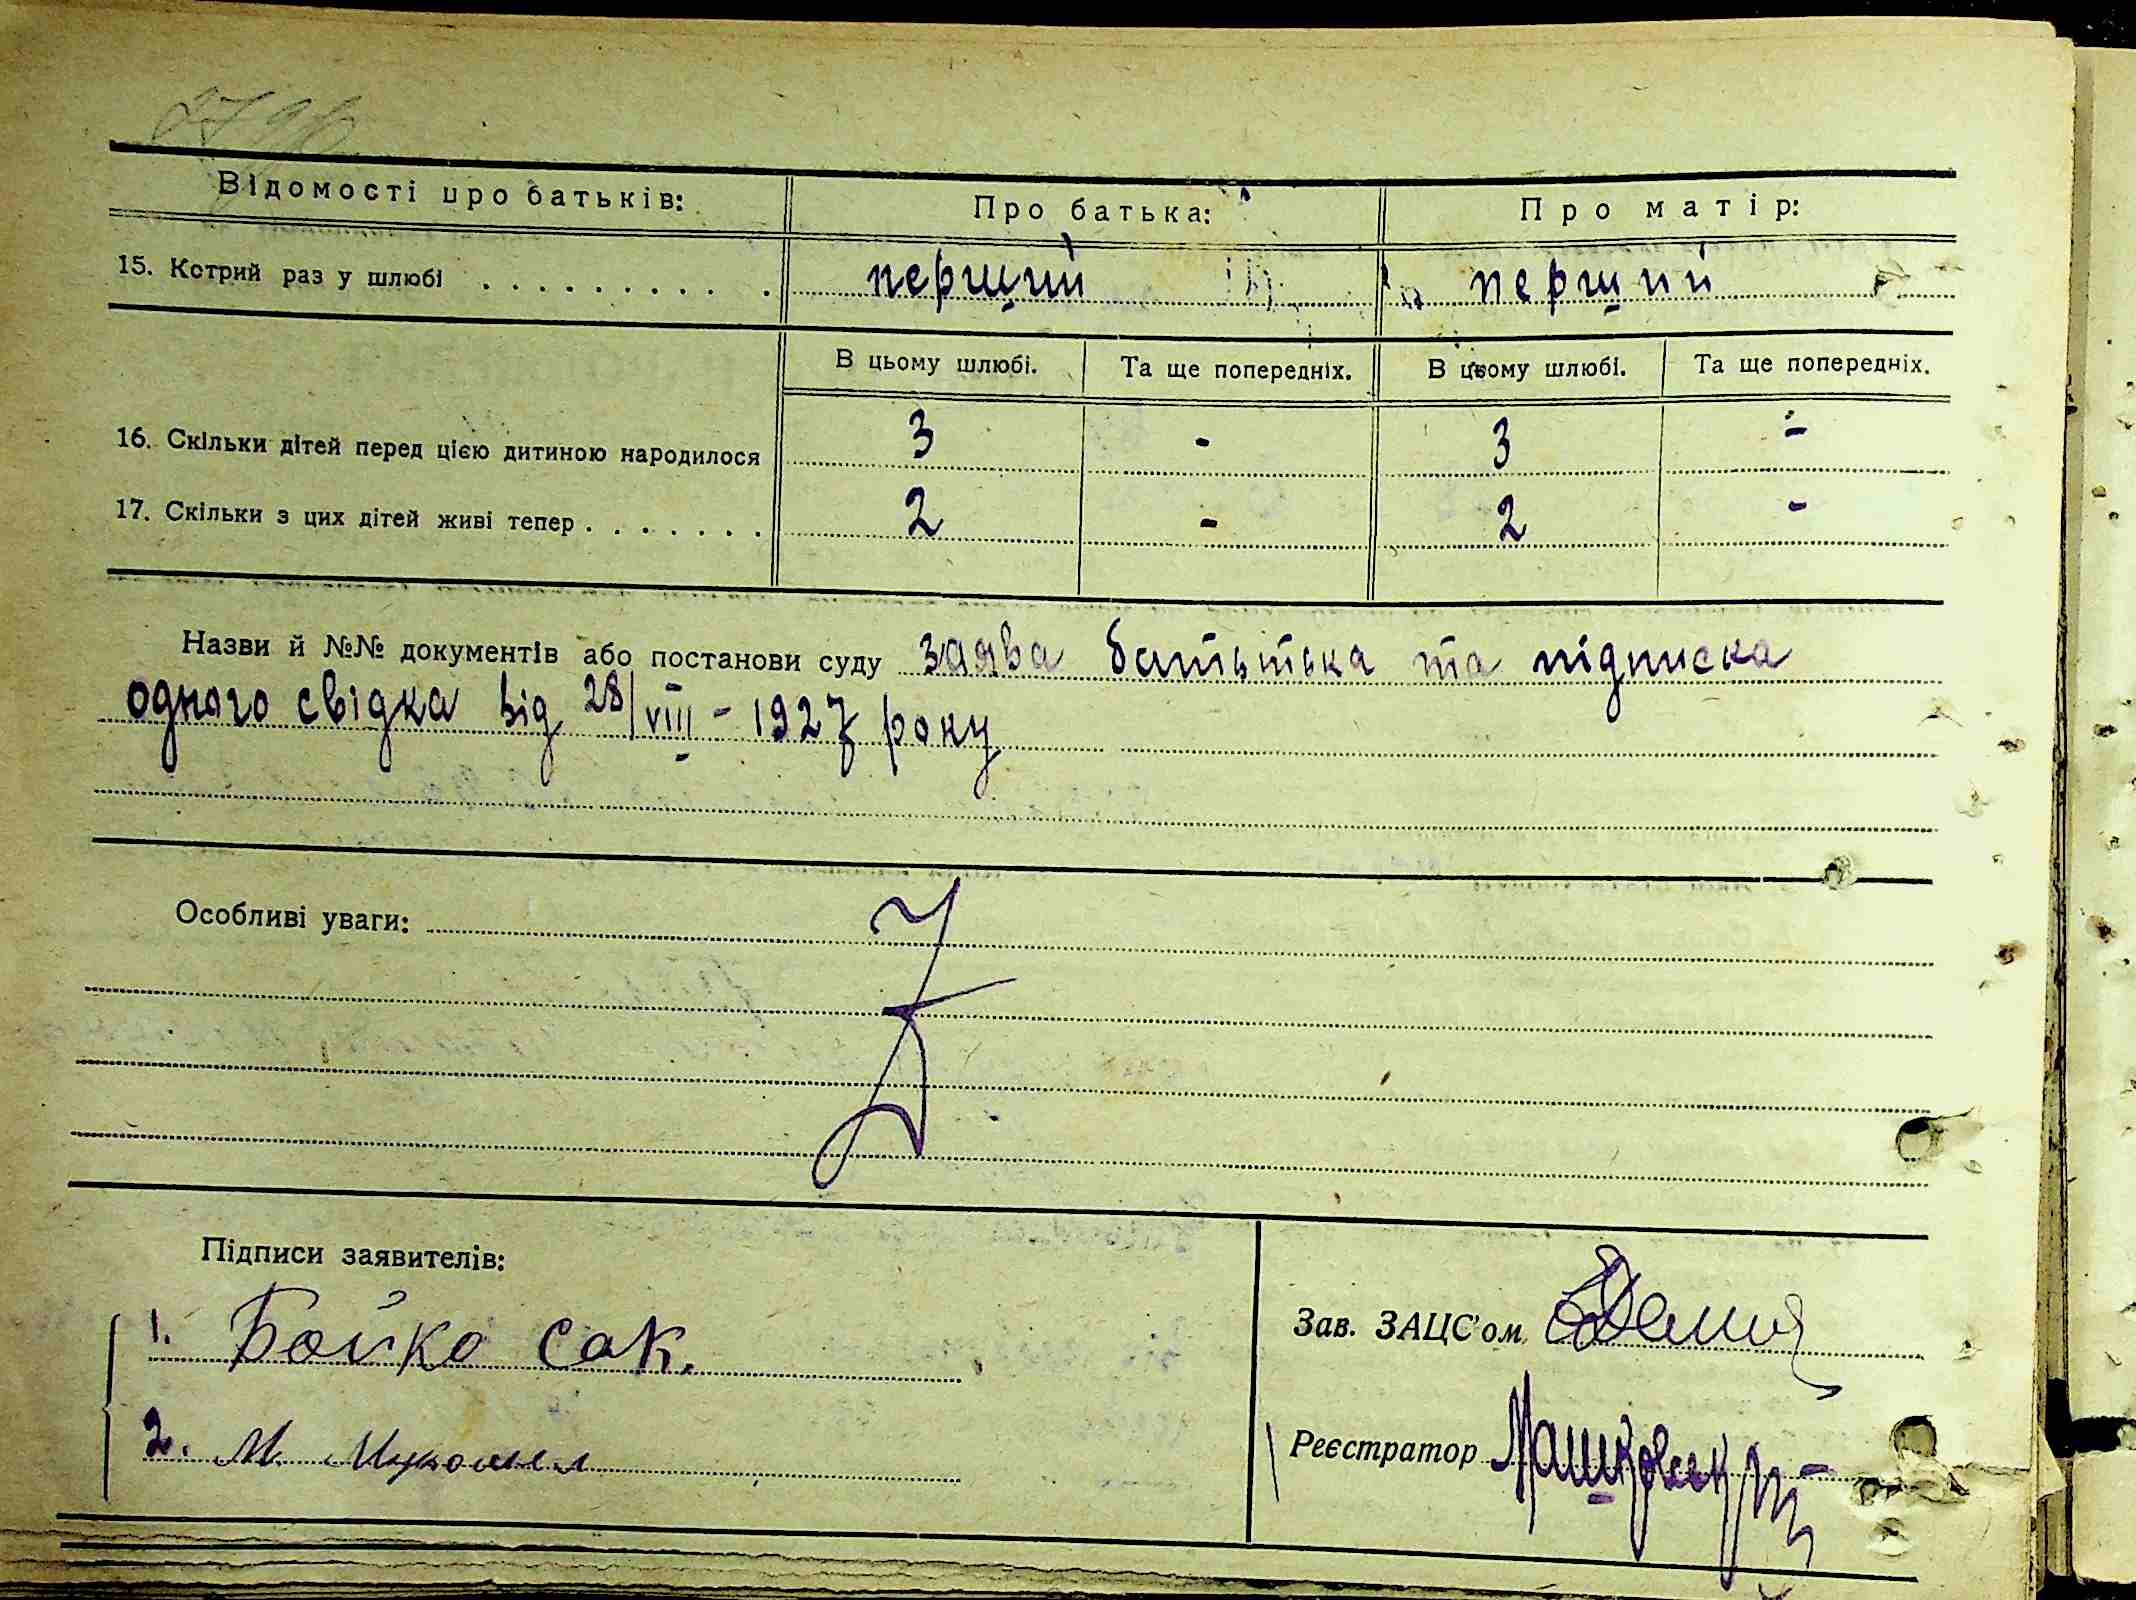 Відомості про батьків:
Про батька:
Про матір:
15. Котрий раз у шлюбі . . . . . . . . . .
перший
перший
В цьому шлюбі.
Та ще попередніх.
В цьому шлюбі.
Та ще попередніх.
16. Скільки дітей перед цією дитиною народилося
3
-
3
-
17. Скільки з цих дітей живі тепер . . . . . . .
2
-
2
-
Назви й №№ документів або постанови суду заява батьтька та підписка
одного свідка від 28/VIII - 1927 року
Особливі уваги:
Підписи заявителів:
1. Бойко Сак.
2. М.
Зав. ЗАЦС'ом
Реєстратор